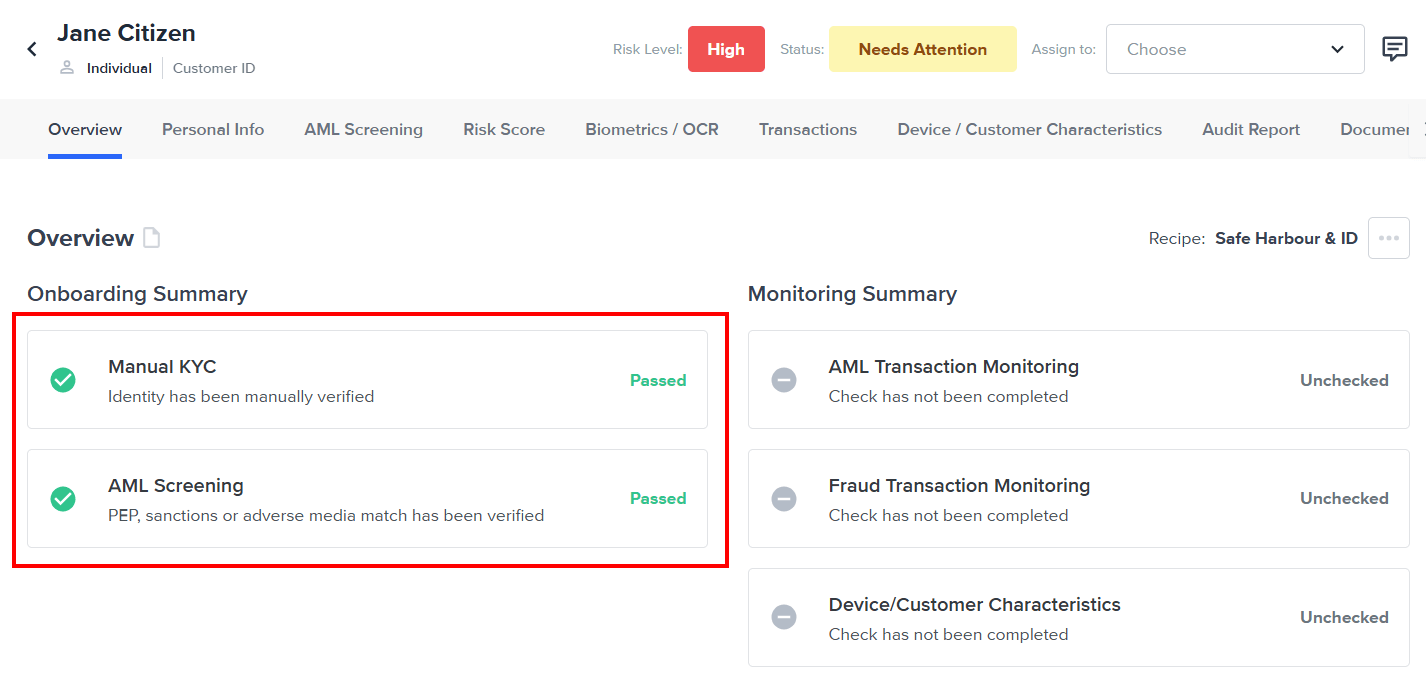 Jane Citizen
Individual
Customer ID
Risk Level:
High
Status:
Needs Attention
Assign to:
Choose
Overview
Personal Info
AML Screening
Risk Score
Biometrics / OCR
Transactions
Device / Customer Characteristics
Audit Report
Documen
Overview
Recipe: Safe Harbour & ID
Onboarding Summary
Manual KYC
Identity has been manually verified
Passed
AML Screening
PEP, sanctions or adverse media match has been verified
Passed
Monitoring Summary
AML Transaction Monitoring
Check has not been completed
Unchecked
Fraud Transaction Monitoring
Check has not been completed
Unchecked
Device/Customer Characteristics
Check has not been completed
Unchecked